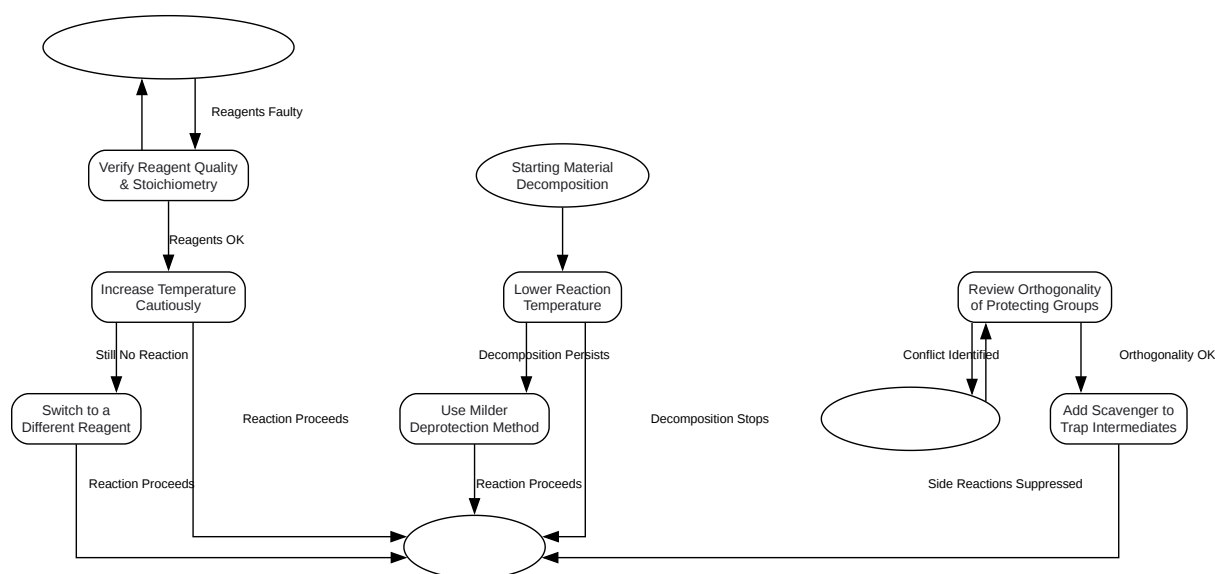 Reagents Faulty
Verify Reagent Quality
& Stoichiometry
Starting Material
Decomposition
Reagents OK
Increase Temperature
Cautiously
Lower Reaction
Temperature
Review Orthogonality
of Protecting Groups
Still No Reaction
Decomposition Persists
Conflict Identified
Orthogonality OK
Switch to a
Different Reagent
Reaction Proceeds
Use Milder
Deprotection Method
Decomposition Stops
Add Scavenger to
Trap Intermediates
Reaction Proceeds
Reaction Proceeds
Side Reactions Suppressed